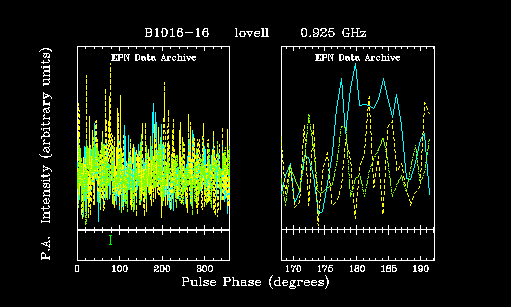 B1016-16 lovell 0.925 GHz
EPN Data Archive EPN Data Archive
P.A. Intensity (arbitrary units)
0 100 200 300 170 175 180 185 190
Pulse Phase (degrees)